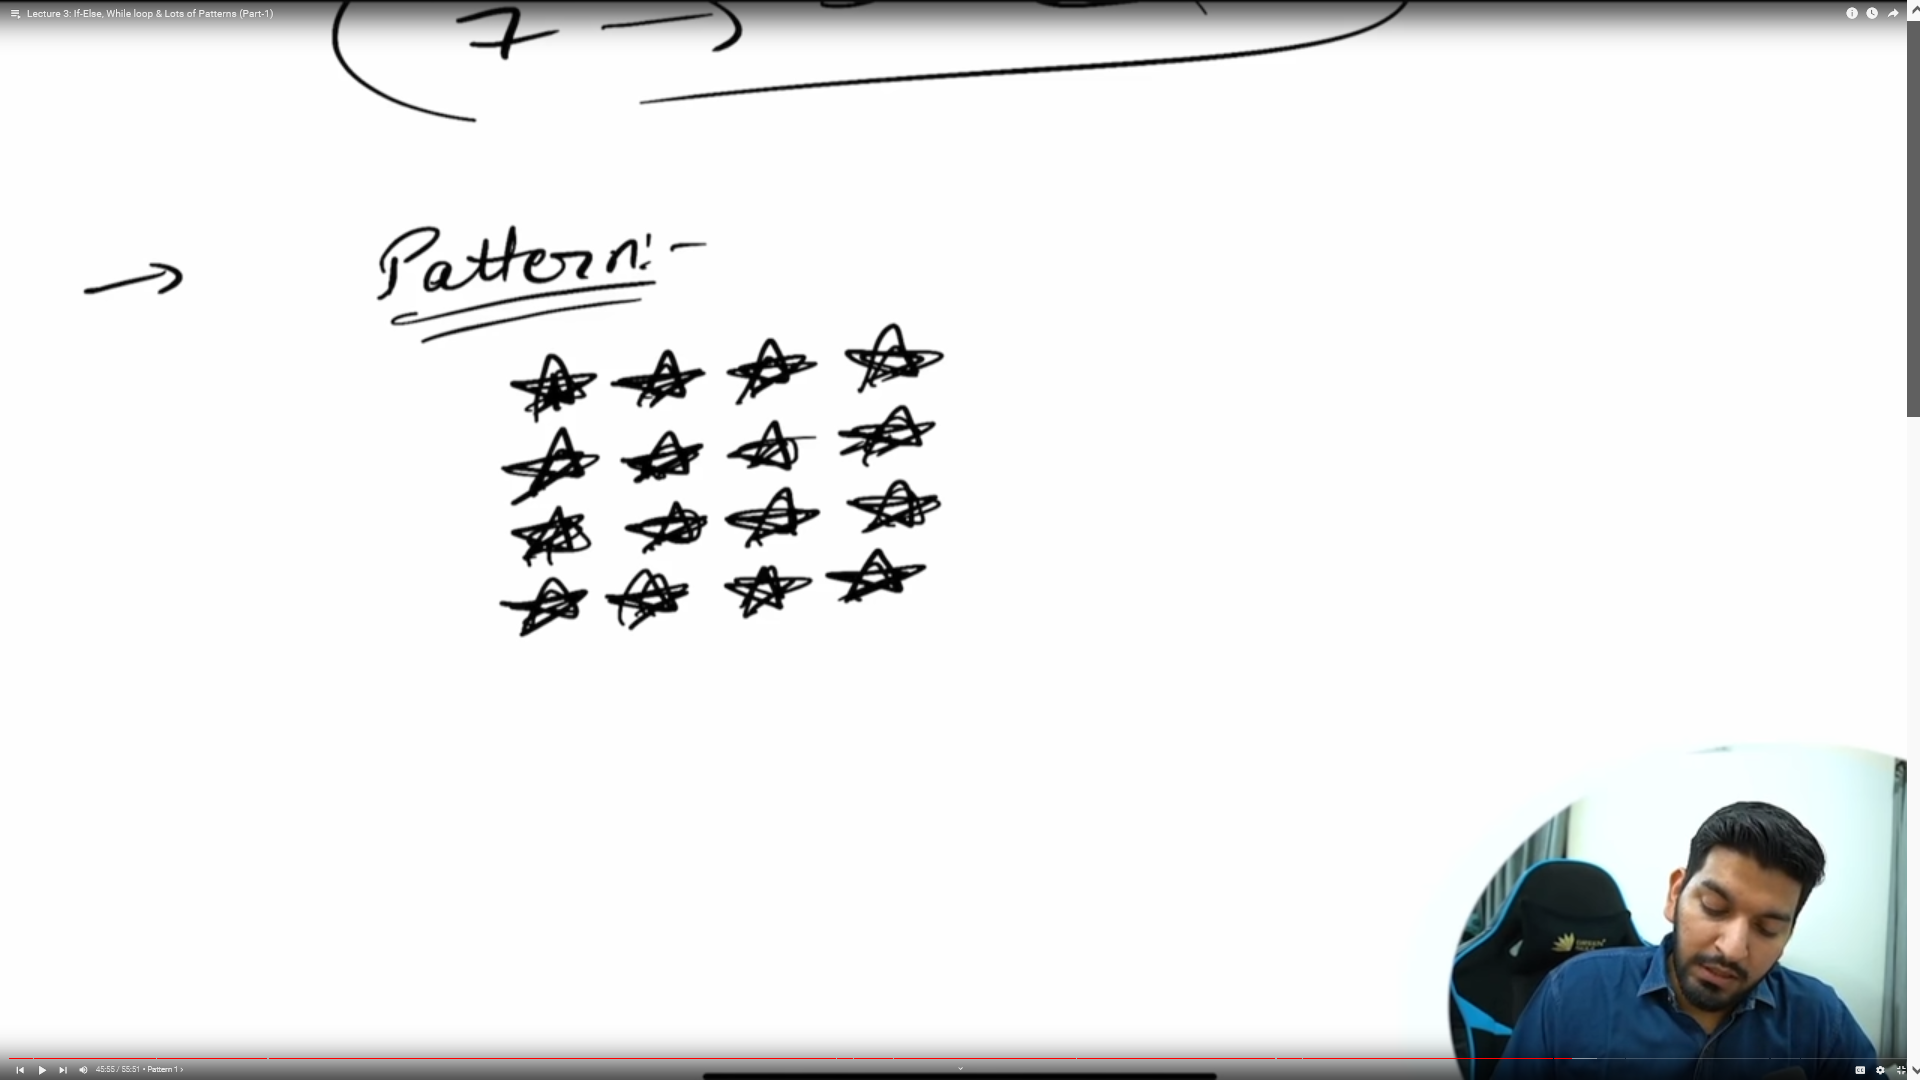 Lecture 3: If-Else, While loop & Lots of Patterns (Part-1)
7 →
→ Pattern:-
45:55 / 55:51 • Pattern 1 >